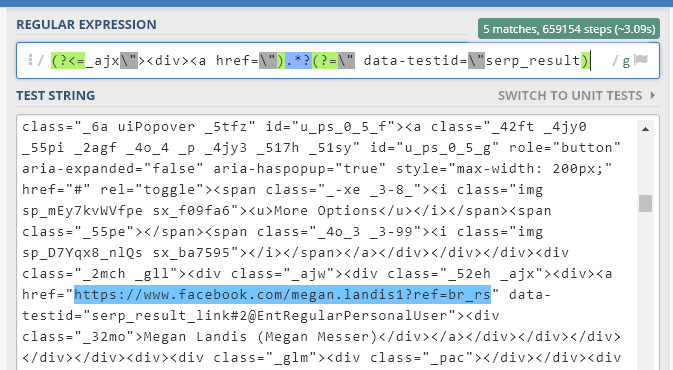 REGULAR EXPRESSION
5 matches, 659154 steps (~3.09s)
⋮ / (?<=_ajx\"><div><a href=\").*?(?=\" data-testid=\"serp_result) / g
TEST STRING
SWITCH TO UNIT TESTS
class="_6a uiPopover _5tfz" id="u_ps_0_5_f"><a class="_42ft _4jy0
_55pi _2agf _4o_4 _p _4jy3 _517h _51sy" id="u_ps_0_5_g" role="button"
aria-expanded="false" aria-haspopup="true" style="max-width: 200px;"
href="#" rel="toggle"><span class="_-xe _3-8_"><i class="img
sp_mEy7kvWVfpe sx_f09fa6"><u>More Options</u></i></span><span
class="_55pe"></span><span class="_4o_3 _3-99"><i class="img
sp_D7Yqx8_nlQs sx_ba7595"></i></span></a></div></div></div><div
class="_2mch _gll"><div class="_ajw"><div class="_52eh _ajx"><div><a
href="https://www.facebook.com/megan.landis1?ref=br_rs" data-
testid="serp_result_link#2@EntRegularPersonalUser"><div
class="_32mo">Megan Landis (Megan Messer)</div></a></div></div></div>
</div></div><div><div class="_glm"><div class="_pac"></div></div><div